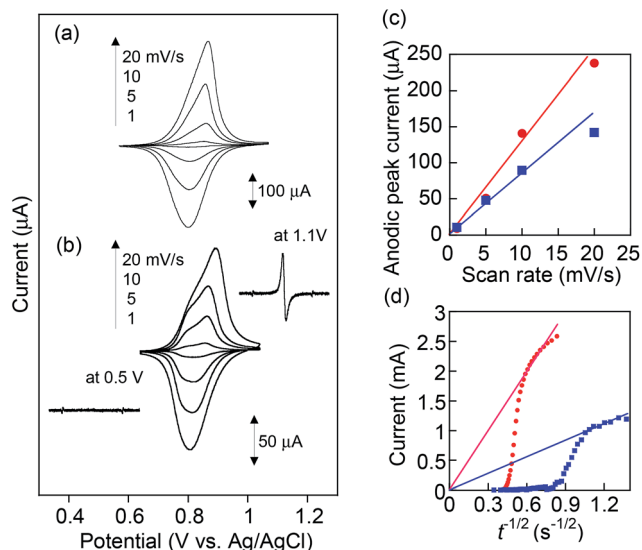 (a)
20 mV/s
10
5
1
100 μA
(b)
20 mV/s
10
5
1
at 1.1V
at 0.5 V
50 μA
Current (μA)
0.4 0.6 0.8 1.0 1.2
Potential (V vs. Ag/AgCl)
(c)
Anodic peak current (μA)
250
200
150
100
50
0
0 5 10 15 20 25
Scan rate (mV/s)
(d)
Current (mA)
3
2.5
2
1.5
1
0.5
0
0 0.3 0.6 0.9 1.2
t-1/2 (s-1/2)